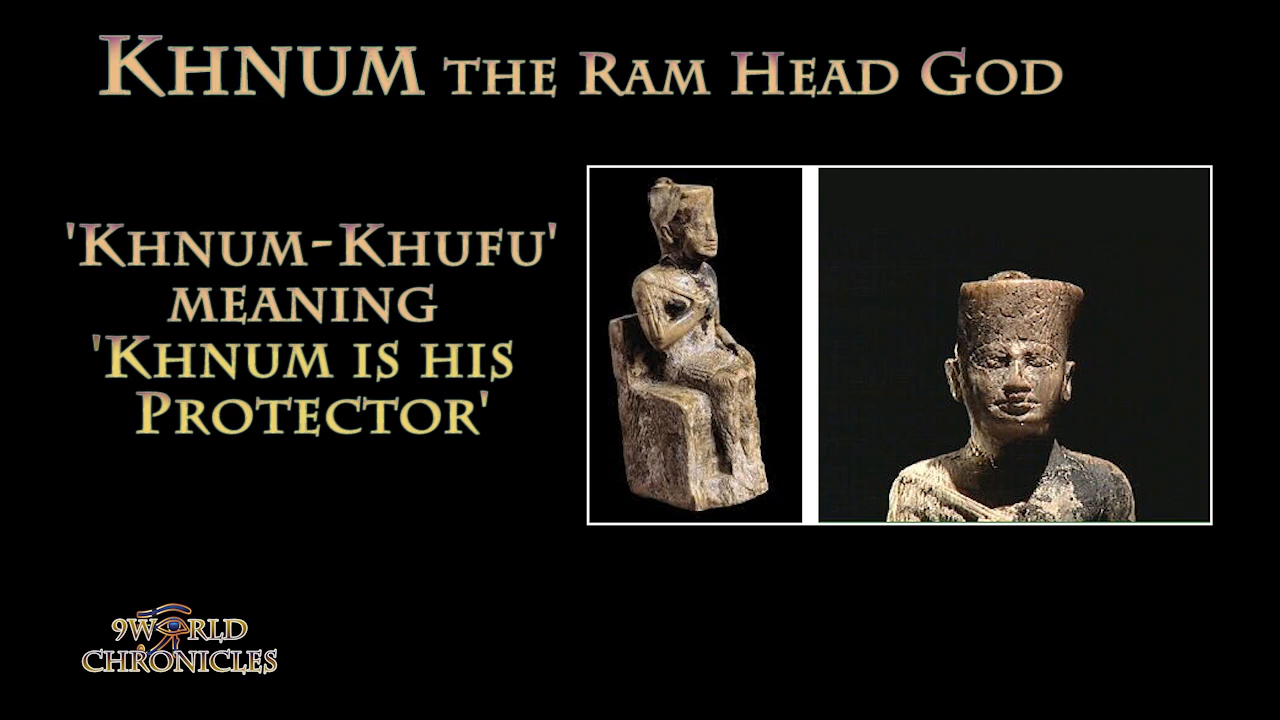 Khnum the Ram Head God
'Khnum-Khufu'
meaning
'Khnum is his
Protector'
9World
Chronicles